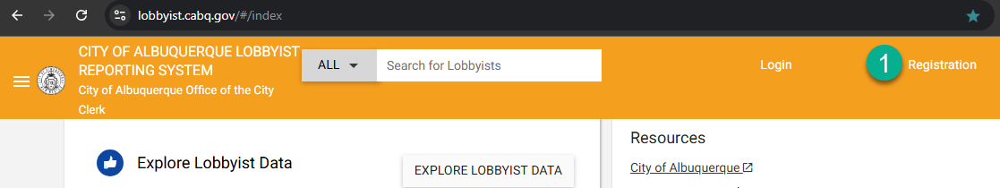 lobbyist.cabq.gov/#/index
CITY OF ALBUQUERQUE LOBBYIST
REPORTING SYSTEM
City of Albuquerque Office of the City
Clerk
ALL
Search for Lobbyists
Login
1
Registration
Explore Lobbyist Data
EXPLORE LOBBYIST DATA
Resources
City of Albuquerque